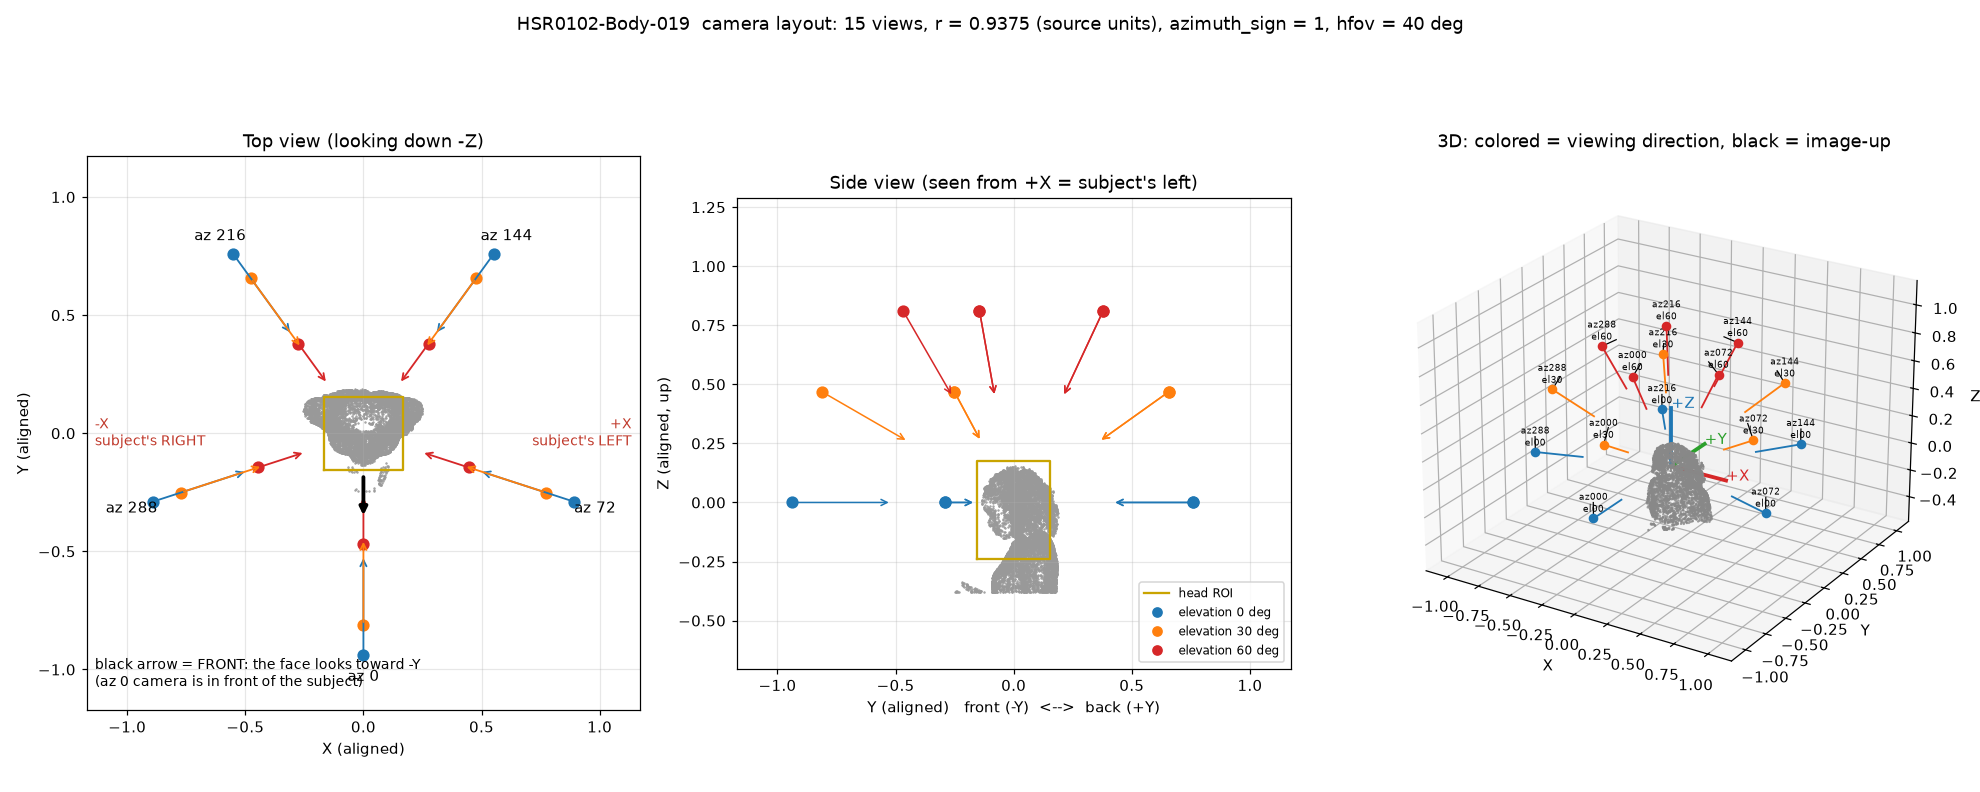 HSR0102-Body-019  camera layout: 15 views, r = 0.9375 (source units), azimuth_sign = 1, hfov = 40 deg
Top view (looking down -Z)
1.0
0.5
0.0
−0.5
−1.0
Y (aligned)
az 216
az 144
-X
subject's RIGHT
+X
subject's LEFT
az 288
az 72
black arrow = FRONT: the face looks toward -Y
(az 0 camera is in front of the subject)
az 0
−1.0
−0.5
0.0
0.5
1.0
X (aligned)
Side view (seen from +X = subject's left)
1.25
1.00
0.75
0.50
0.25
0.00
−0.25
−0.50
Z (aligned, up)
head ROI
elevation 0 deg
elevation 30 deg
elevation 60 deg
−1.0
−0.5
0.0
0.5
1.0
Y (aligned)   front (-Y)  <-->  back (+Y)
3D: colored = viewing direction, black = image-up
az216
el60
az288
el60
az216
el30
az144
el60
az000
el60
az072
el60
az288
el30
az144
el30
az216
el00
+Z
az288
el00
az000
el30
az072
el30
az144
el00
+Y
+X
az000
el00
az072
el00
1.0
0.8
0.6
0.4
0.2
0.0
−0.2
−0.4
Z
−1.00
−0.75
−0.50
−0.25
0.00
0.25
0.50
0.75
1.00
X
1.00
0.75
0.50
0.25
0.00
−0.25
−0.50
−0.75
−1.00
Y